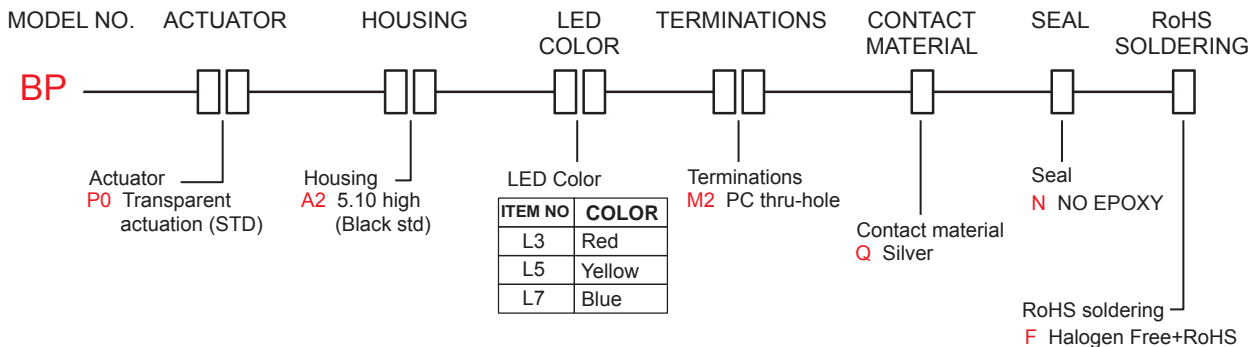 MODEL NO.
ACTUATOR
HOUSING
LED
COLOR
TERMINATIONS
CONTACT
MATERIAL
SEAL
RoHS
SOLDERING
BP
Actuator
P0 Transparent
actuation (STD)
Housing
A2 5.10 high
(Black std)
LED Color
ITEM NO COLOR
L3 Red
L5 Yellow
L7 Blue
Terminations
M2 PC thru-hole
Contact material
Q Silver
Seal
N NO EPOXY
RoHS soldering
F Halogen Free+RoHS